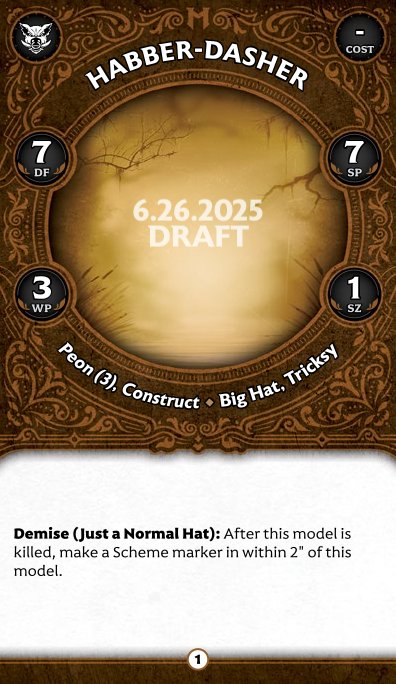 -
COST
HABBER-DASHER
7
DF
7
SP
6.26.2025
DRAFT
3
WP
1
SZ
Peon (3), Construct ◆ Big Hat, Tricksy
Demise (Just a Normal Hat): After this model is
killed, make a Scheme marker in within 2" of this
model.
1